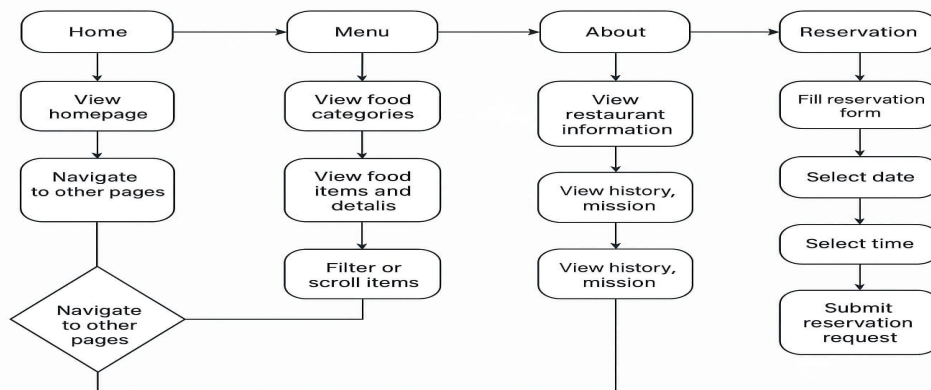 Home
Menu
About
Reservation
View
homepage
Navigate
to other pages
Navigate
to other
pages
View food
categories
View food
items and
detalis
Filter or
scroll items
View
restaurant
information
View history,
mission
View history,
mission
Fill reservation
form
Select date
Select time
Submit
reservation
request